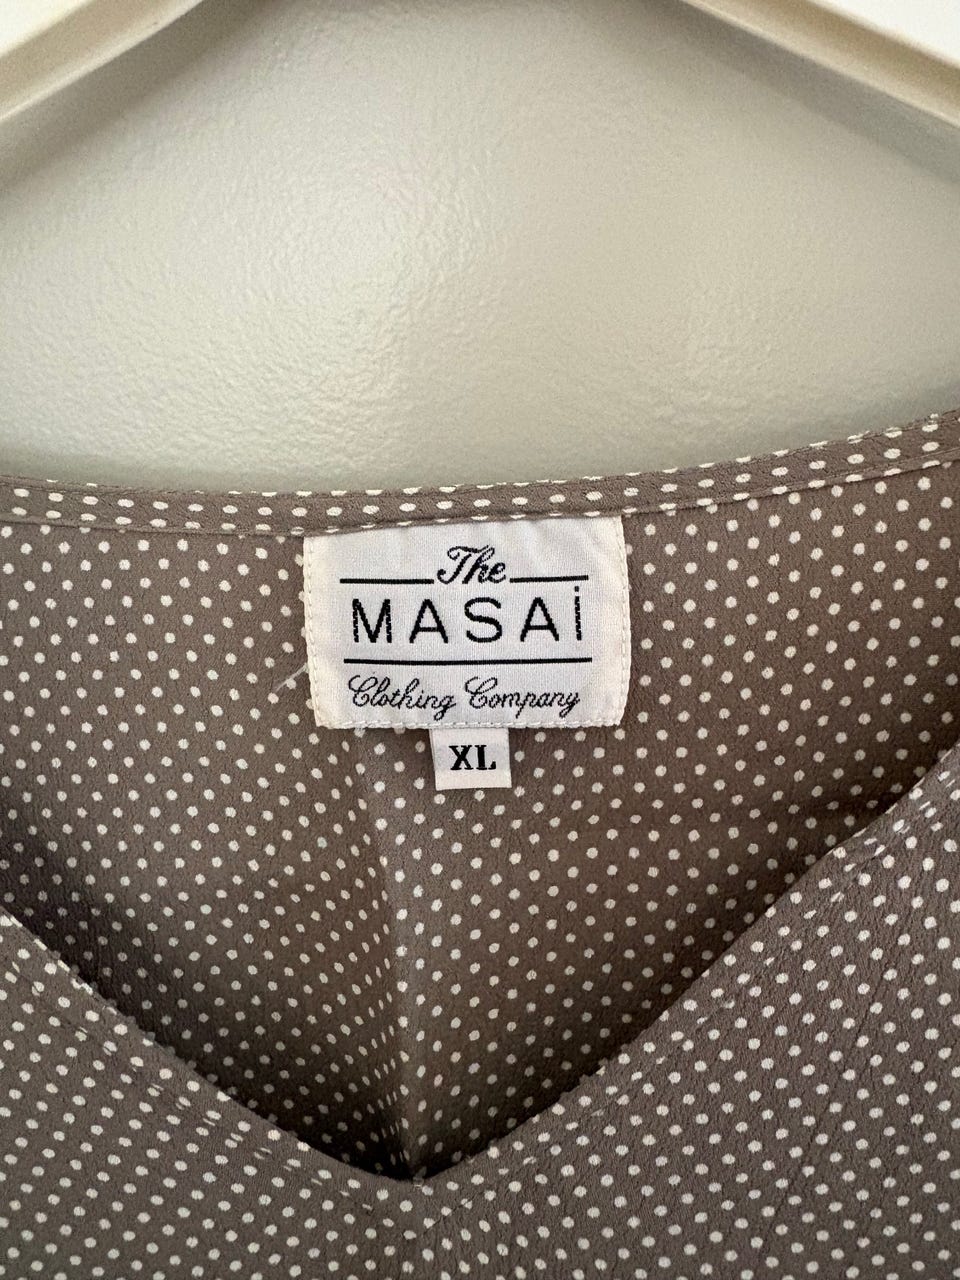 The
MASAi
Clothing Company
XL